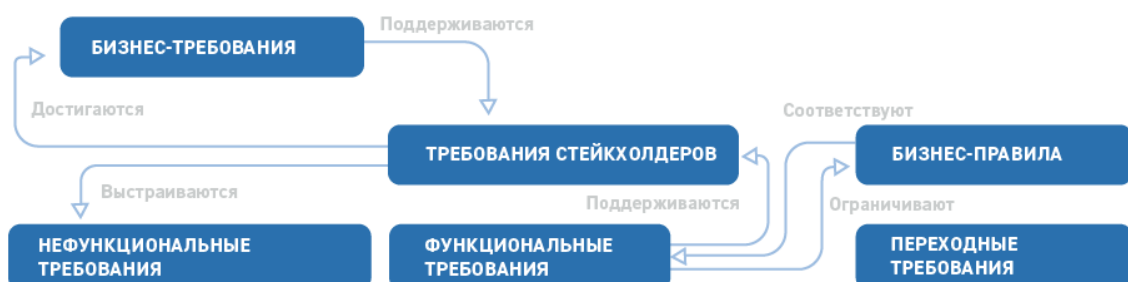 Поддерживаются
БИЗНЕС-ТРЕБОВАНИЯ
Достигаются
Соответствуют
ТРЕБОВАНИЯ СТЕЙКХОЛДЕРОВ
БИЗНЕС-ПРАВИЛА
Выстраиваются
Поддерживаются
Ограничивают
НЕФУНКЦИОНАЛЬНЫЕ
ТРЕБОВАНИЯ
ФУНКЦИОНАЛЬНЫЕ
ТРЕБОВАНИЯ
ПЕРЕХОДНЫЕ
ТРЕБОВАНИЯ